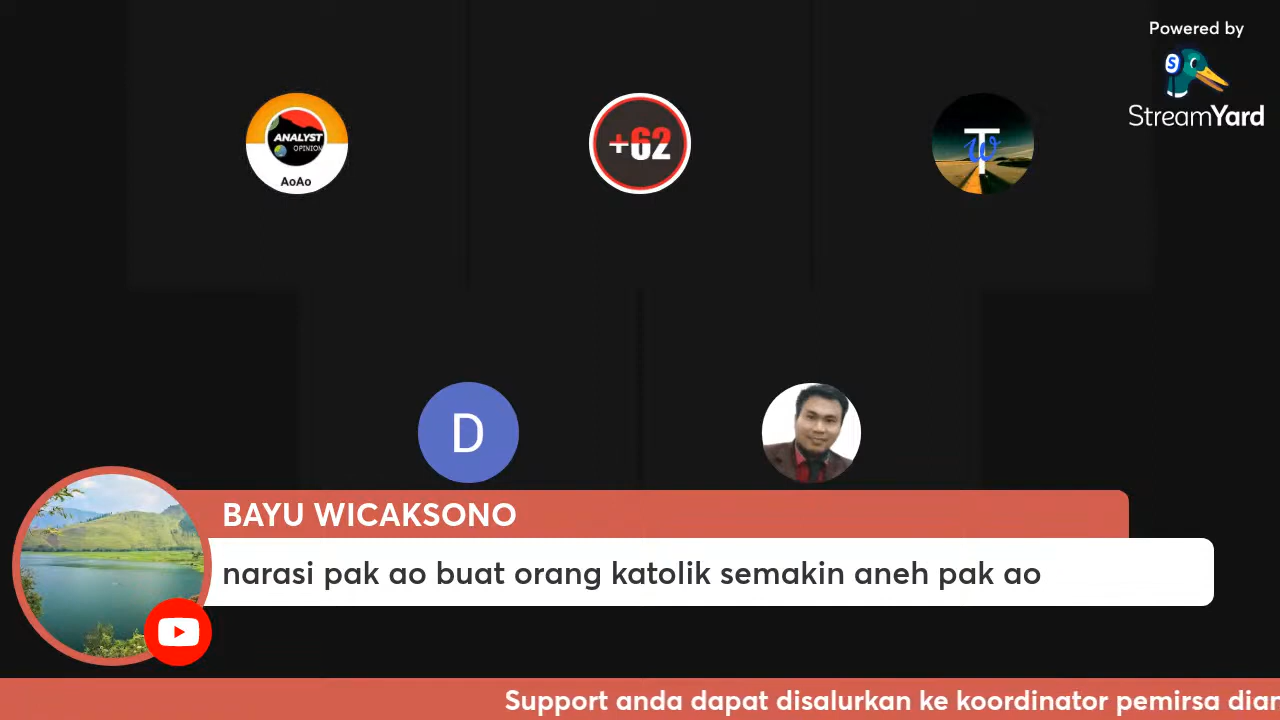 Powered by
StreamYard
ANALYST
OPINION
AoAo
+62
T
w
D
BAYU WICAKSONO
narasi pak ao buat orang katolik semakin aneh pak ao
Support anda dapat disalurkan ke koordinator pemirsa